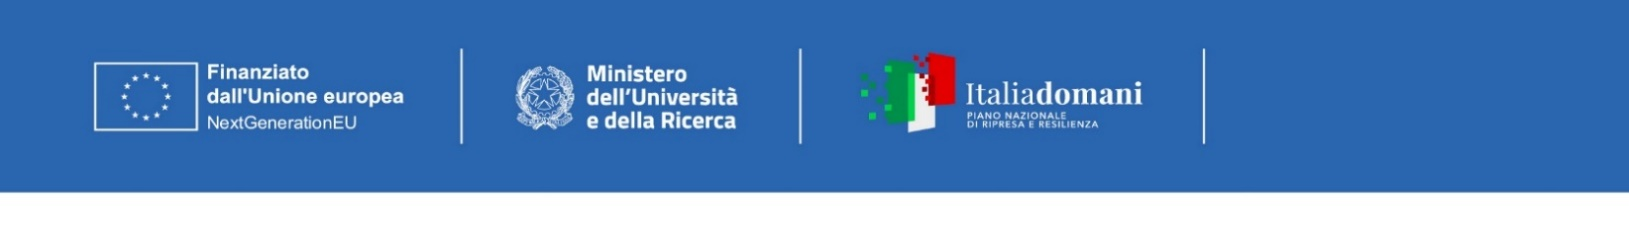 Finanziato
dall'Unione europea
NextGenerationEU
Ministero
dell'Università
e della Ricerca
Italiadomani
PIANO NAZIONALE
DI RIPRESA E RESILIENZA